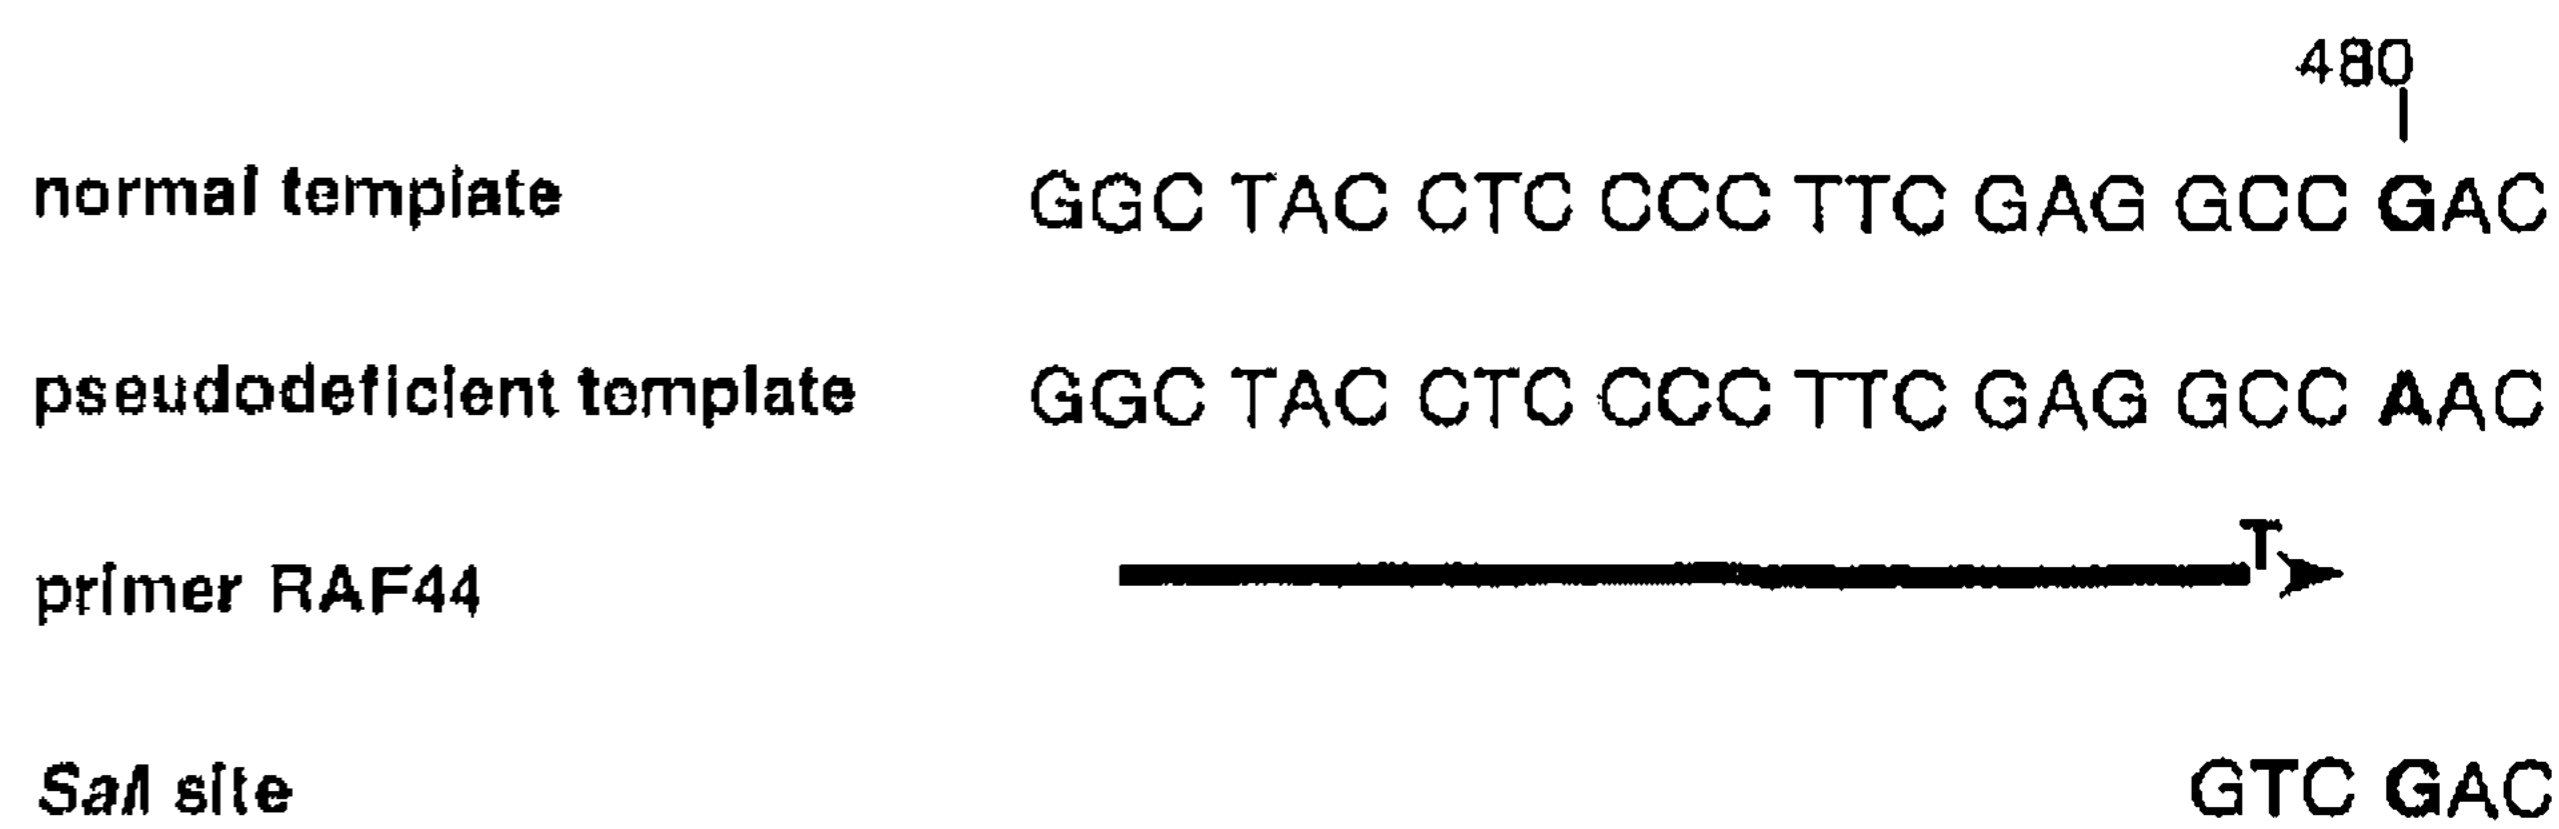 480
normal template GGC TAC CTC CCC TTC GAG GCC GAC
pseudodeficient template GGC TAC CTC CCC TTC GAG GCC AAC
T
primer RAF44
SalI site GTC GAC